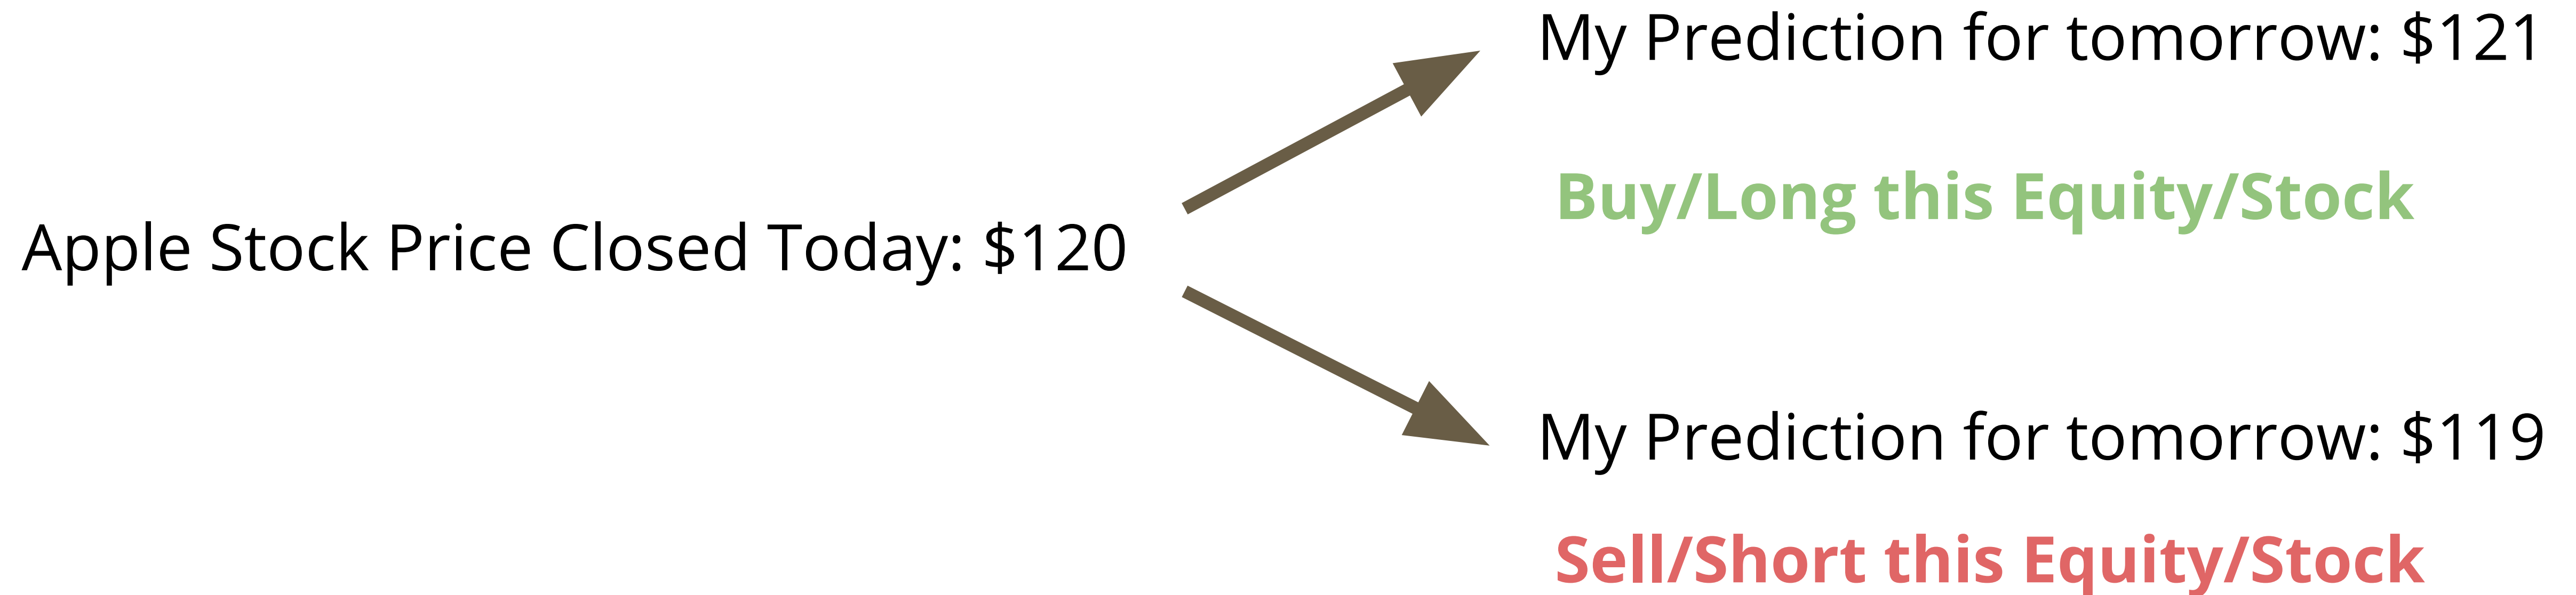 My Prediction for tomorrow: $121
Buy/Long this Equity/Stock
Apple Stock Price Closed Today: $120
My Prediction for tomorrow: $119
Sell/Short this Equity/Stock